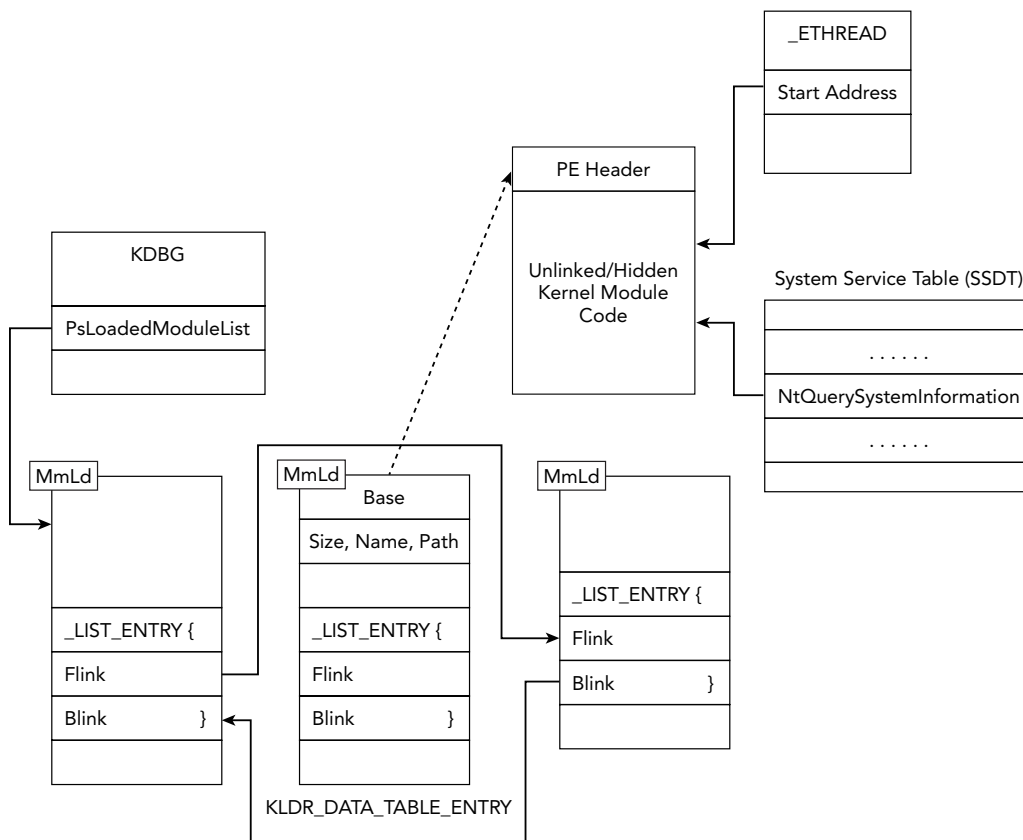 _ETHREAD
Start Address
PE Header
Unlinked/Hidden
Kernel Module
Code
KDBG
PsLoadedModuleList
System Service Table (SSDT)
. . . . . .
NtQuerySystemInformation
. . . . . .
MmLd
_LIST_ENTRY {
Flink
Blink }
MmLd
Base
Size, Name, Path
_LIST_ENTRY {
Flink
Blink }
MmLd
_LIST_ENTRY {
Flink
Blink }
KLDR_DATA_TABLE_ENTRY